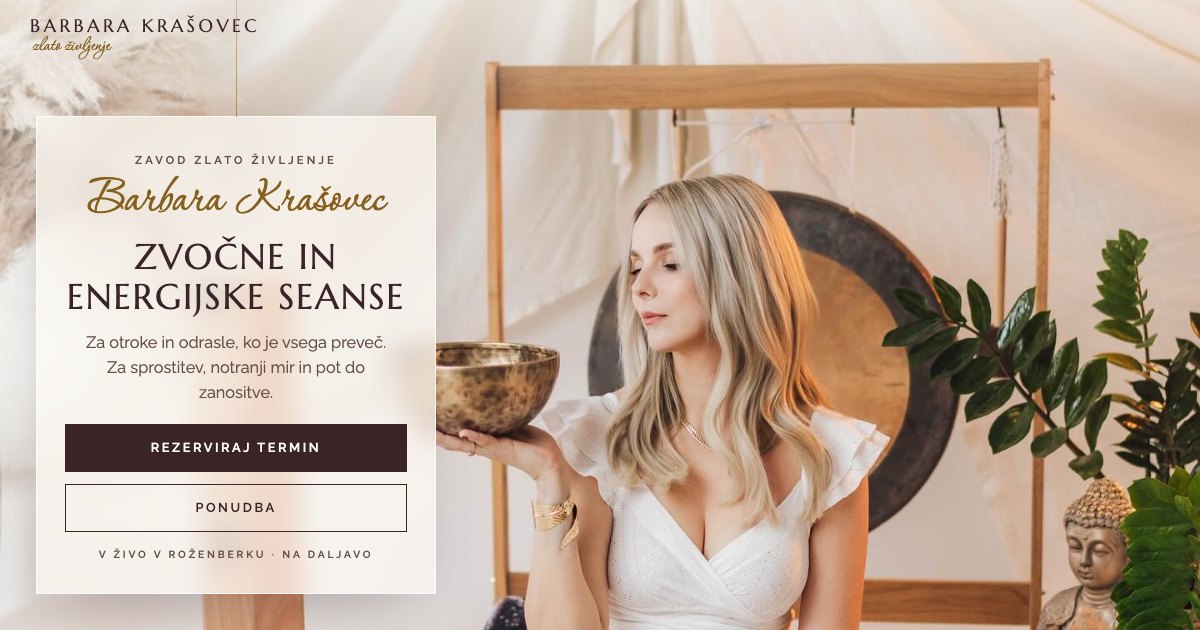 BARBARA KRAŠOVEC
zlato življenje
ZAVOD ZLATO ŽIVLJENJE
Barbara Krašovec
ZVOČNE IN
ENERGIJSKE SEANSE
Za otroke in odrasle, ko je vsega preveč.
Za sprostitev, notranji mir in pot do
zanositve.
REZERVIRAJ TERMIN
PONUDBA
V ŽIVO V ROŽENBERKU · NA DALJAVO